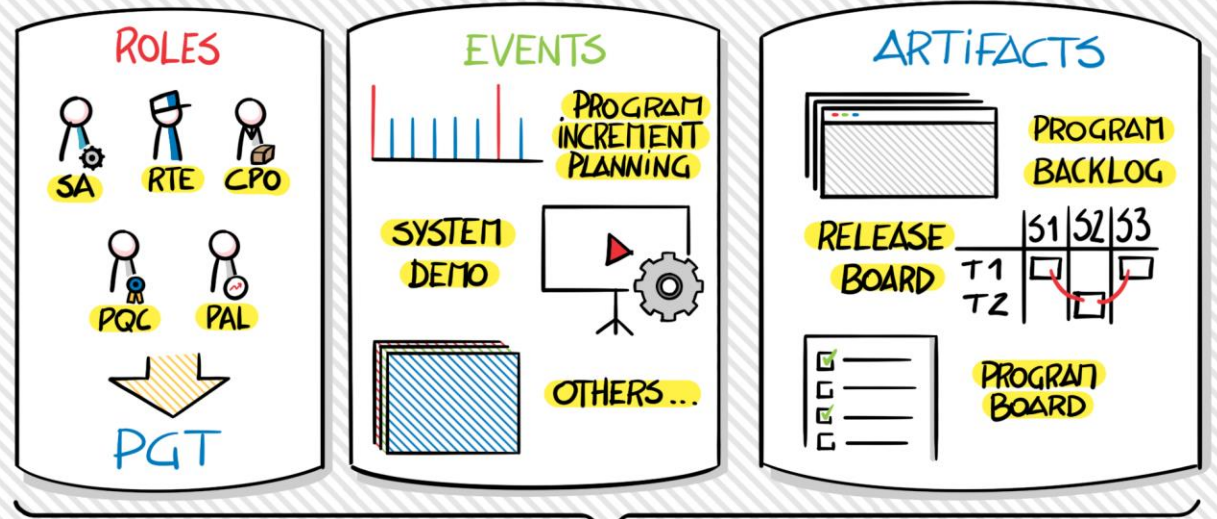 ROLES
SA
RTE
CPO
PQC
PAL
PGT
EVENTS
PROGRAM
INCREMENT
PLANNING
SYSTEM
DEMO
OTHERS...
ARTiFACTS
PROGRAM
BACKLOG
RELEASE
BOARD
S1 S2 S3
T1
T2
PROGRAM
BOARD